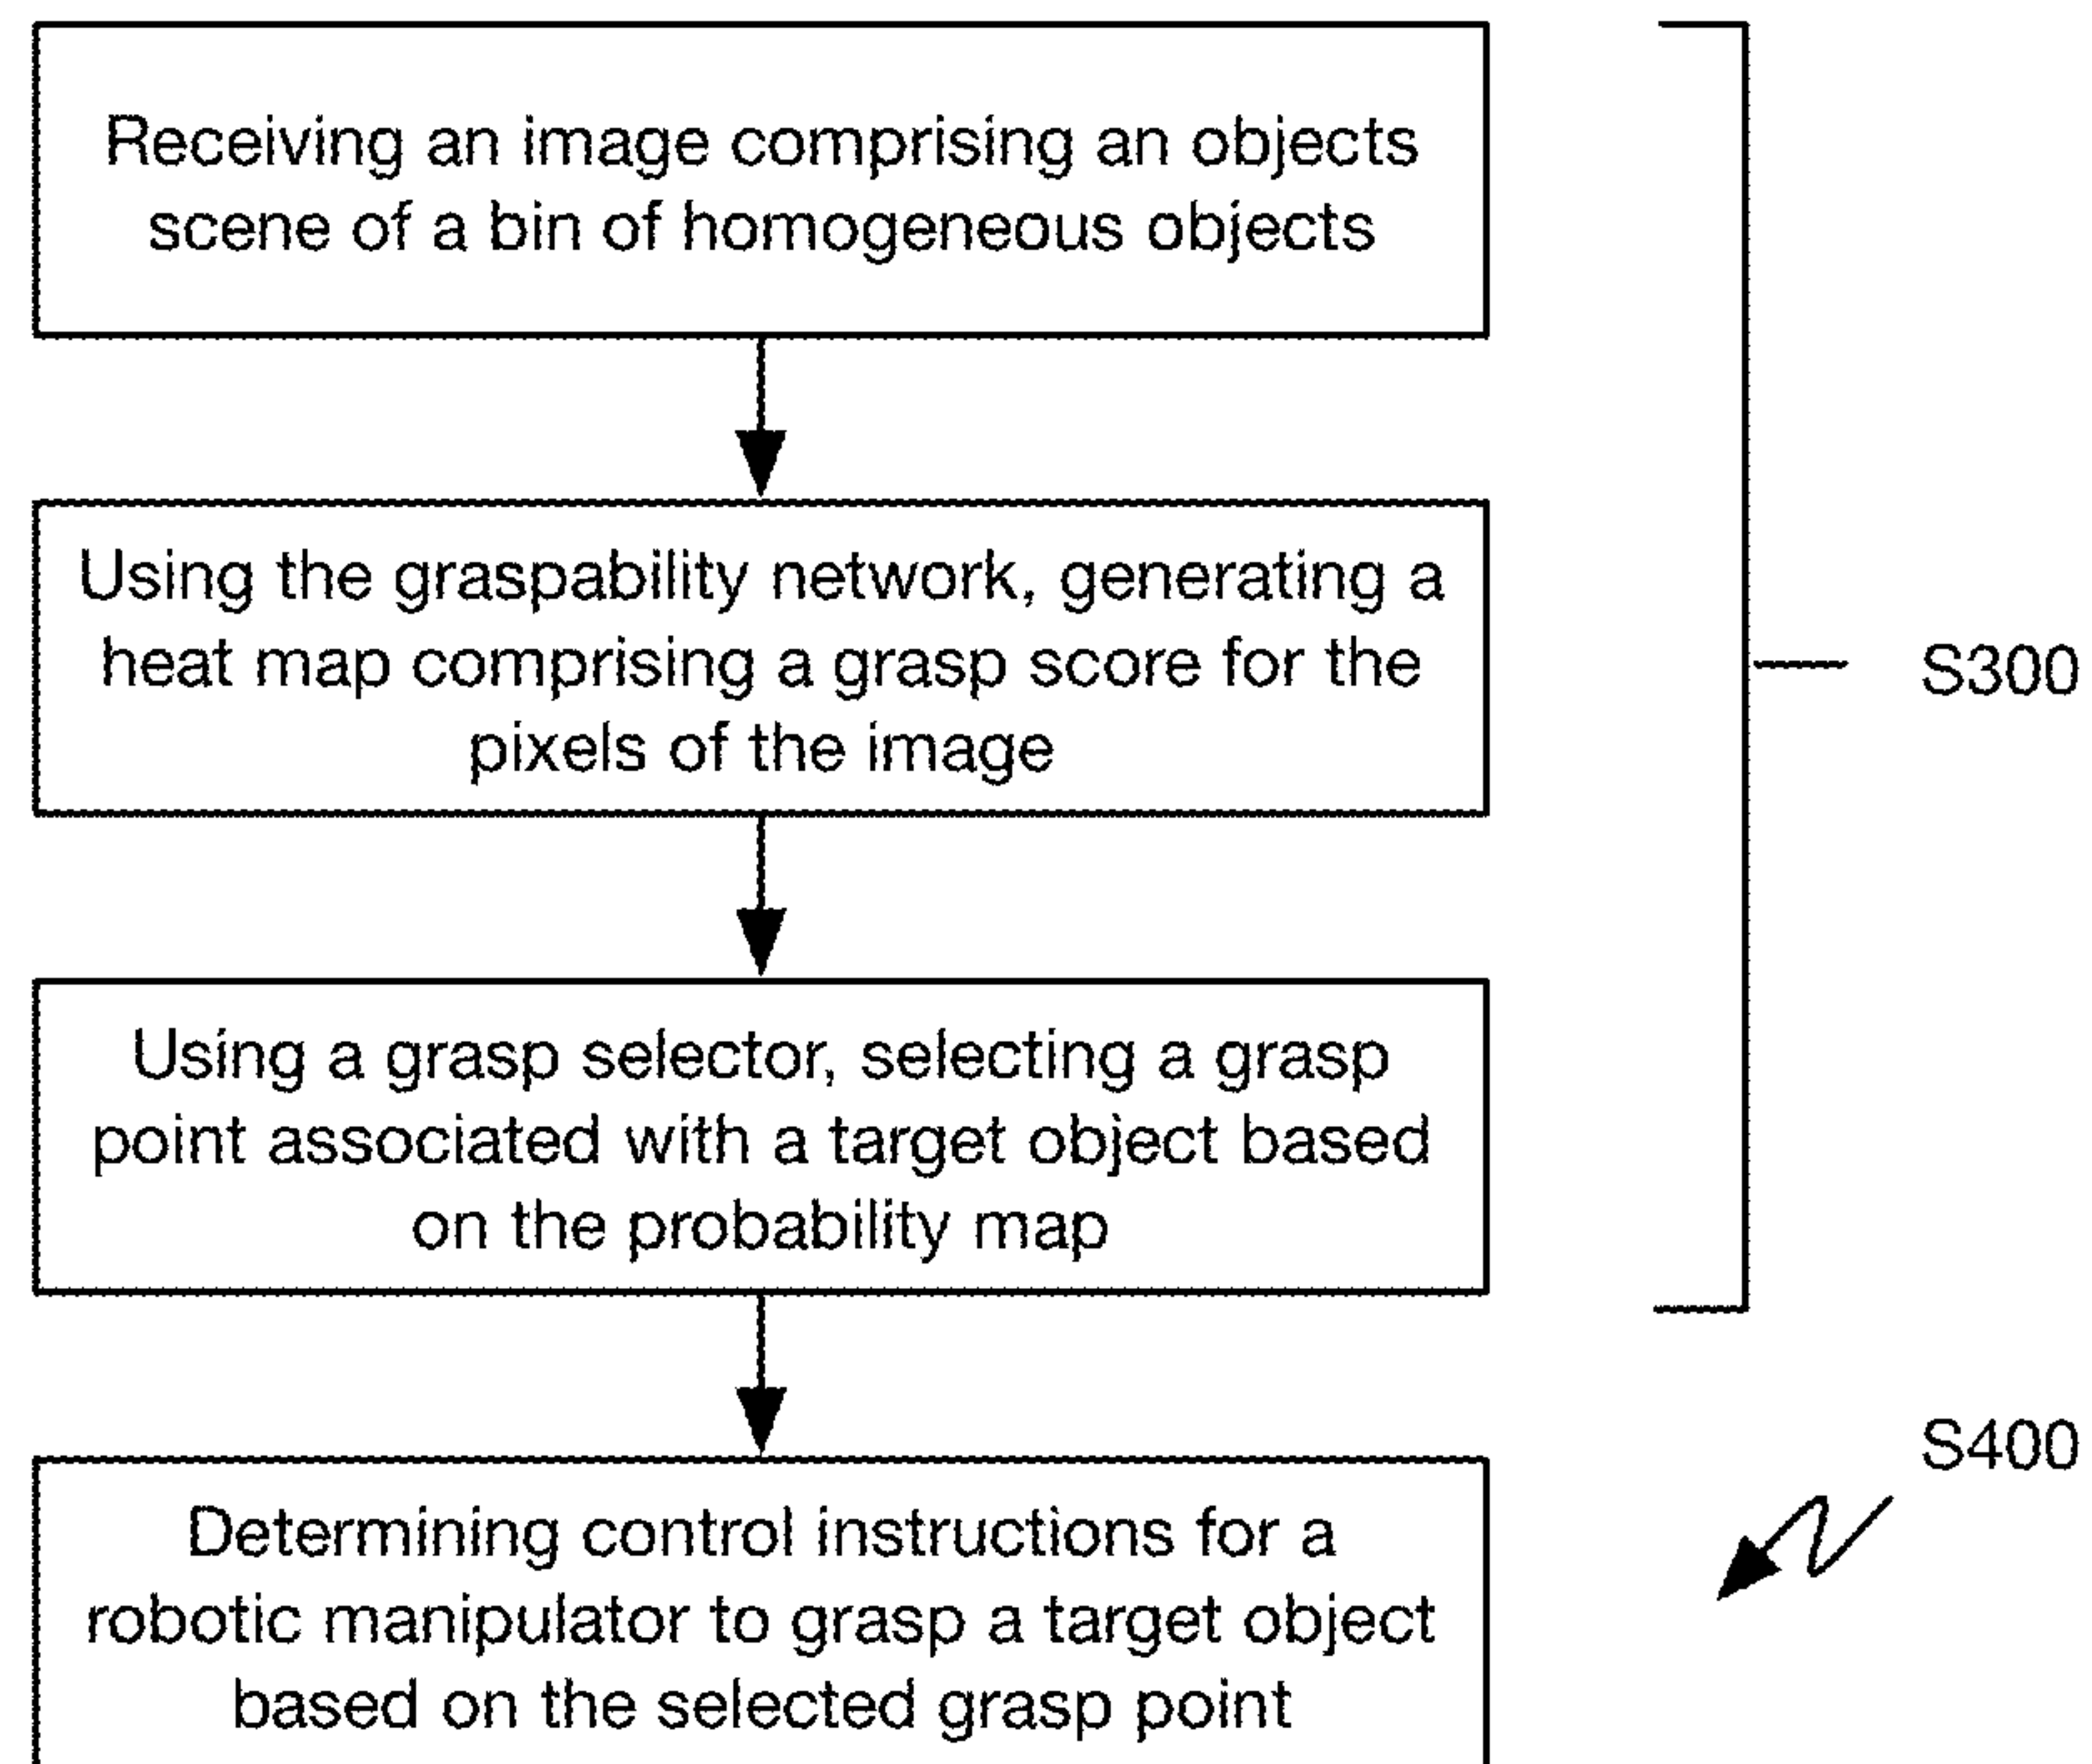 Receiving an image comprising an objects
scene of a bin of homogeneous objects
Using the graspability network, generating a
heat map comprising a grasp score for the
pixels of the image
S300
Using a grasp selector, selecting a grasp
point associated with a target object based
on the probability map
S400
Determining control instructions for a
robotic manipulator to grasp a target object
based on the selected grasp point